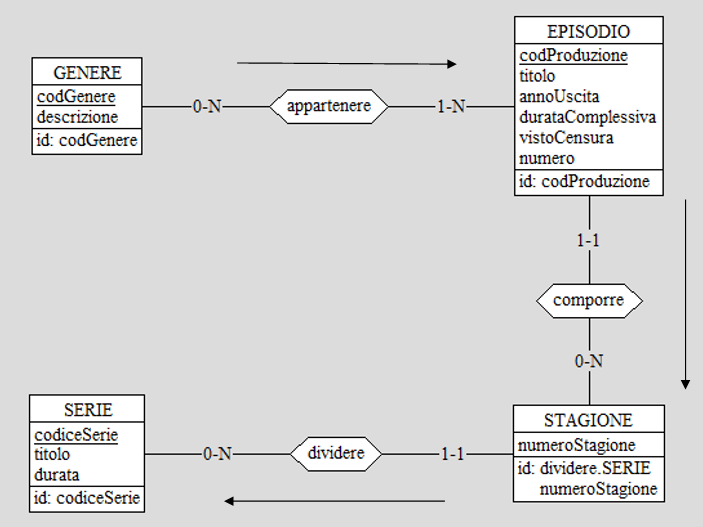 GENERE
codGenere
descrizione
id: codGenere
0-N
appartenere
1-N
EPISODIO
codProduzione
titolo
annoUscita
durataComplessiva
vistoCensura
numero
id: codProduzione
1-1
comporre
0-N
SERIE
codiceSerie
titolo
durata
id: codiceSerie
0-N
dividere
1-1
STAGIONE
numeroStagione
id: dividere.SERIE
numeroStagione